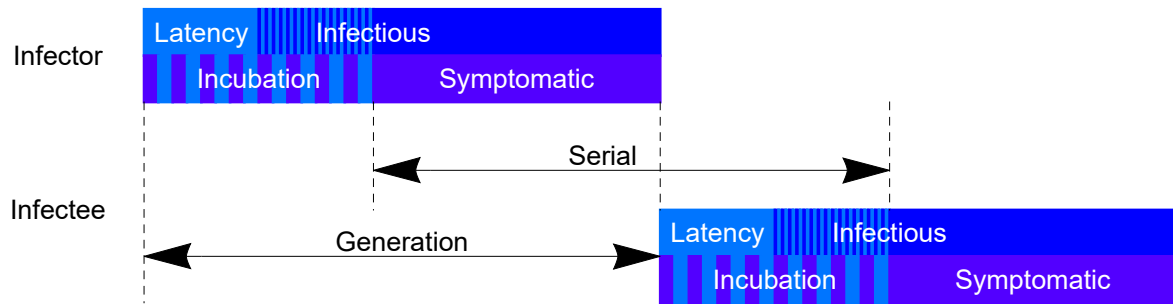 Latency Infectious
Infector
Incubation Symptomatic
Serial
Infectee
Latency Infectious
Generation
Incubation Symptomatic